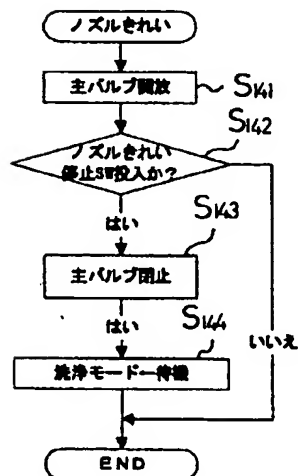 ノズルきれい
主バルブ開放
S141
S142
ノズルきれい
停止SW投入か？
はい
S143
主バルブ閉止
はい
S144
いいえ
洗浄モード←待機
END